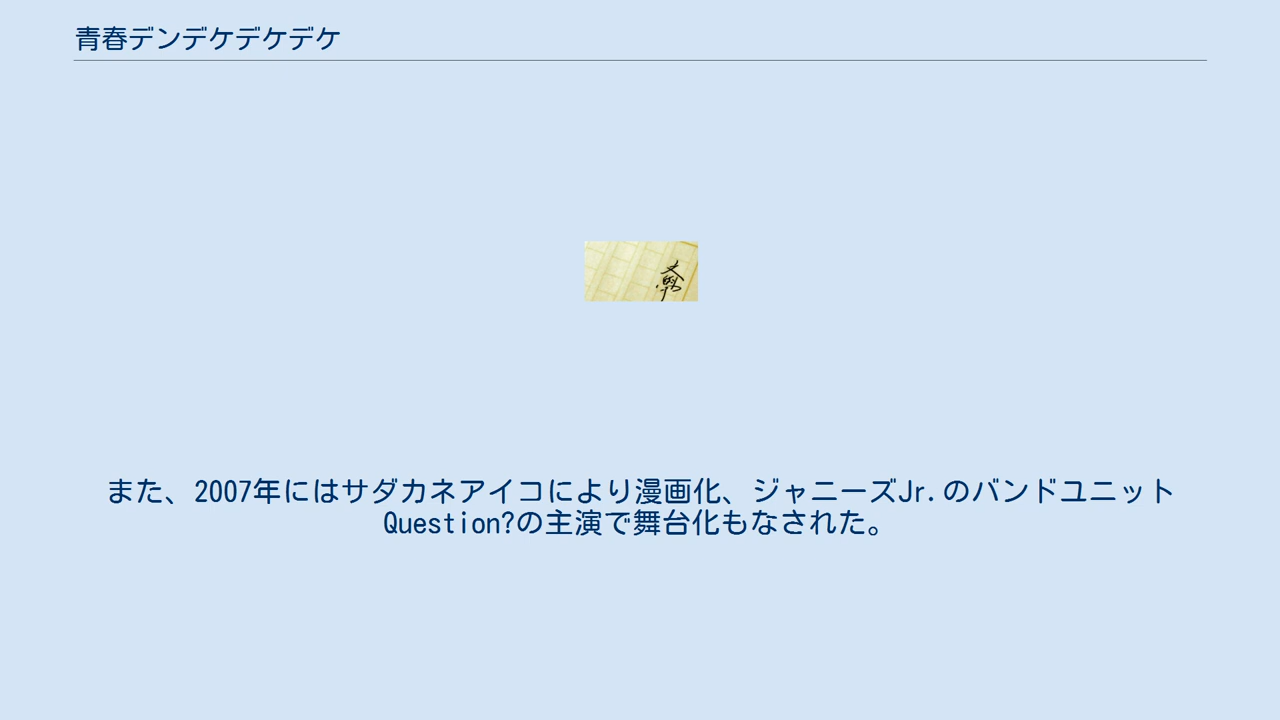 青春デンデケデケデケ
また、2007年にはサダカネアイコにより漫画化、ジャニーズJr.のバンドユニット
Question?の主演で舞台化もなされた。